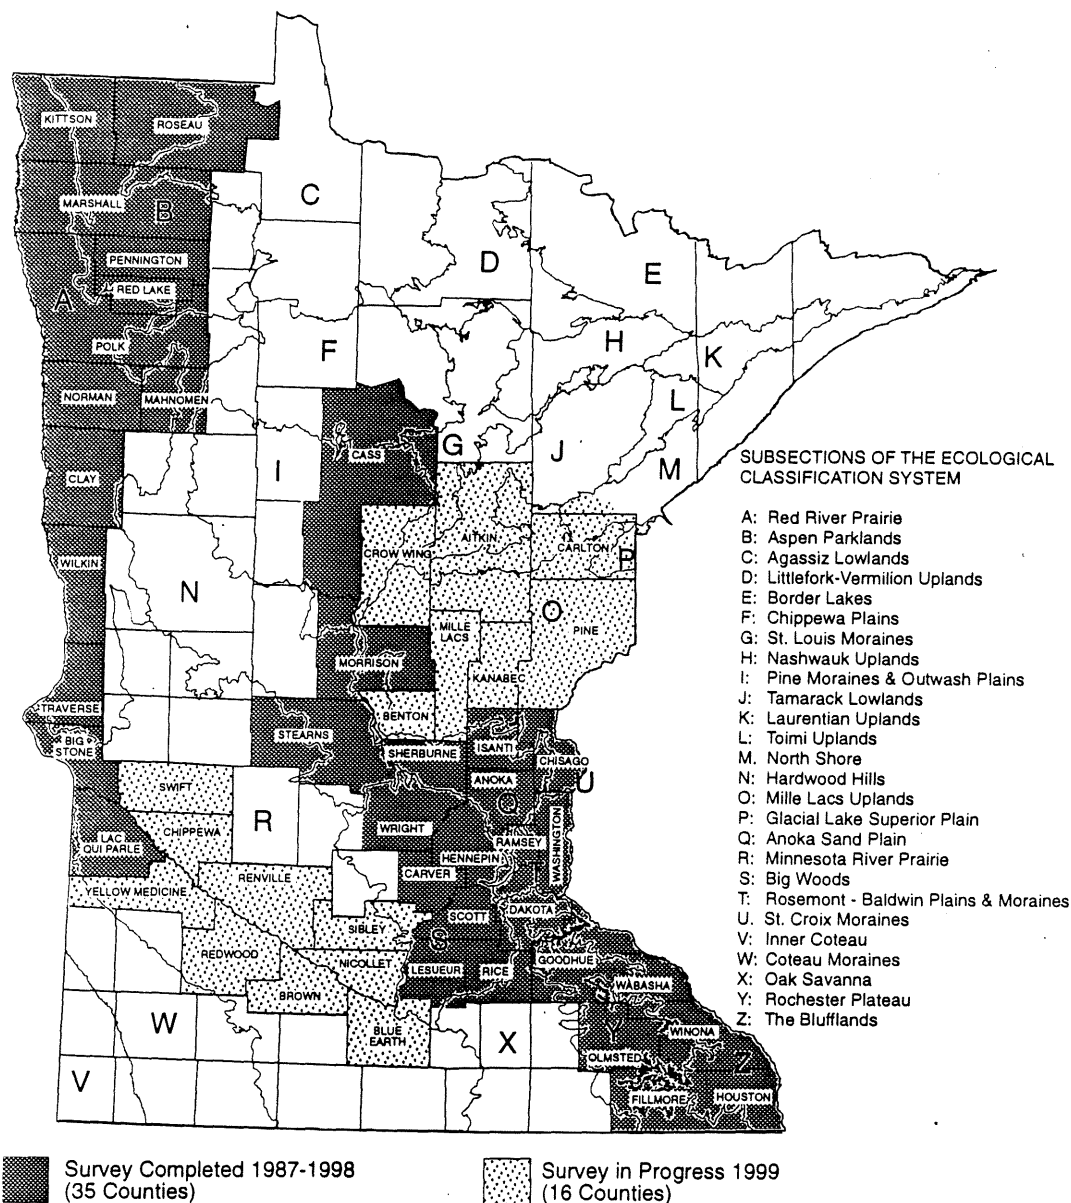 KITTSON
ROSEAU
C
MARSHALL
B
D
PENNINGTON
E
A
RED LAKE
H
POLK
F
K
NORMAN
MAHNOMEN
L
G
J
CASS
I
M
CLAY
CROW WING
AITKIN
CARLTON
P
WILKIN
N
O
PINE
MILLE
LACS
MORRISON
KANABEC
TRAVERSE
BENTON
STEARNS
BIG
STONE
SHERBURNE
ISANTI
CHISAGO
ANOKA
U
SWIFT
Q
R
CHIPPEWA
WRIGHT
LAC
QUI PARLE
RAMSEY
WASHINGTON
HENNEPIN
CARVER
RENVILLE
YELLOW MEDICINE
SCOTT
DAKOTA
SIBLEY
S
REDWOOD
NICOLLET
LESUEUR
RICE
GOODHUE
WABASHA
BROWN
W
BLUE
EARTH
X
Y
WINONA
OLMSTED
Z
V
FILLMORE
HOUSTON
SUBSECTIONS OF THE ECOLOGICAL
CLASSIFICATION SYSTEM
A: Red River Prairie
B: Aspen Parklands
C: Agassiz Lowlands
D: Littlefork-Vermilion Uplands
E: Border Lakes
F: Chippewa Plains
G: St. Louis Moraines
H: Nashwauk Uplands
I: Pine Moraines & Outwash Plains
J: Tamarack Lowlands
K: Laurentian Uplands
L: Toimi Uplands
M. North Shore
N: Hardwood Hills
O: Mille Lacs Uplands
P: Glacial Lake Superior Plain
Q: Anoka Sand Plain
R: Minnesota River Prairie
S: Big Woods
T: Rosemont - Baldwin Plains & Moraines
U. St. Croix Moraines
V: Inner Coteau
W: Coteau Moraines
X: Oak Savanna
Y: Rochester Plateau
Z: The Blufflands
Survey Completed 1987-1998
(35 Counties)
Survey in Progress 1999
(16 Counties)